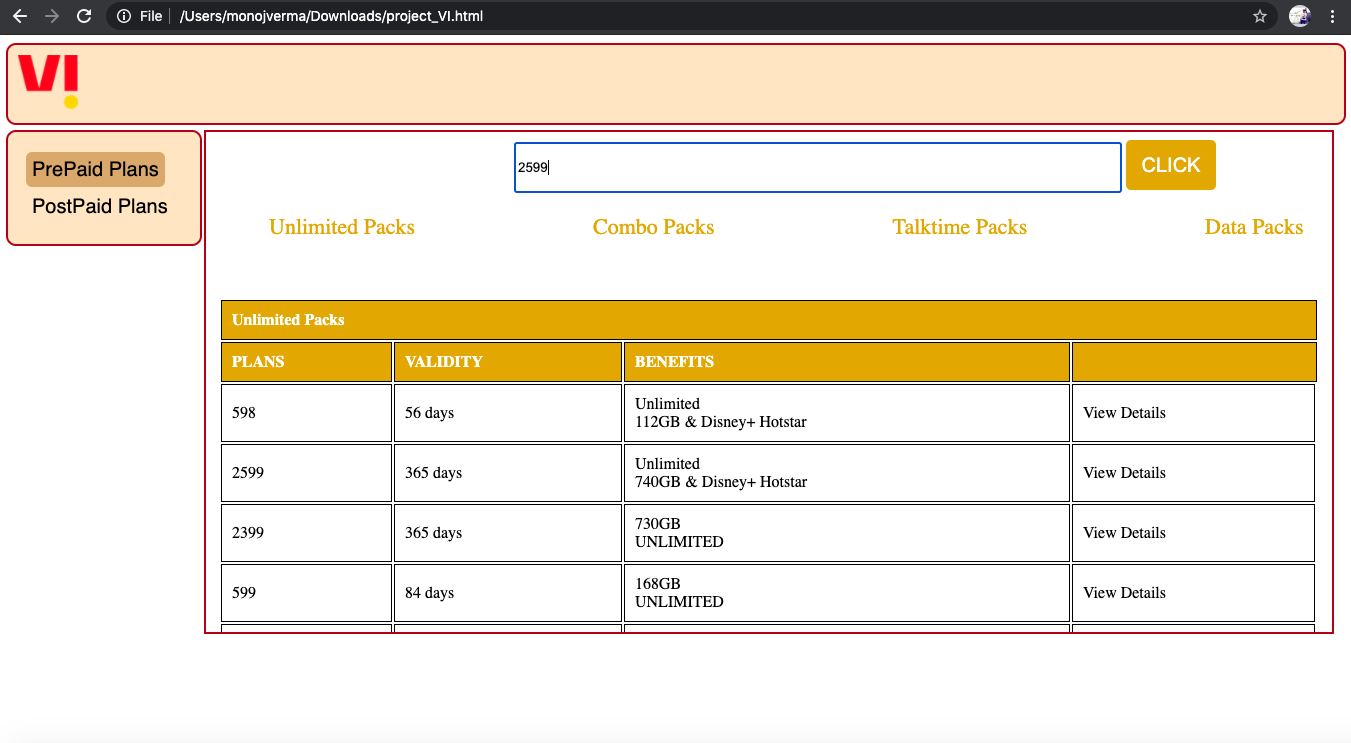 File /Users/monojverma/Downloads/project_VI.html
VI
PrePaid Plans
PostPaid Plans
2599 CLICK
Unlimited Packs Combo Packs Talktime Packs Data Packs
Unlimited Packs
PLANS VALIDITY BENEFITS
598 56 days Unlimited
112GB & Disney+ Hotstar View Details
2599 365 days Unlimited
740GB & Disney+ Hotstar View Details
2399 365 days 730GB
UNLIMITED View Details
599 84 days 168GB
UNLIMITED View Details